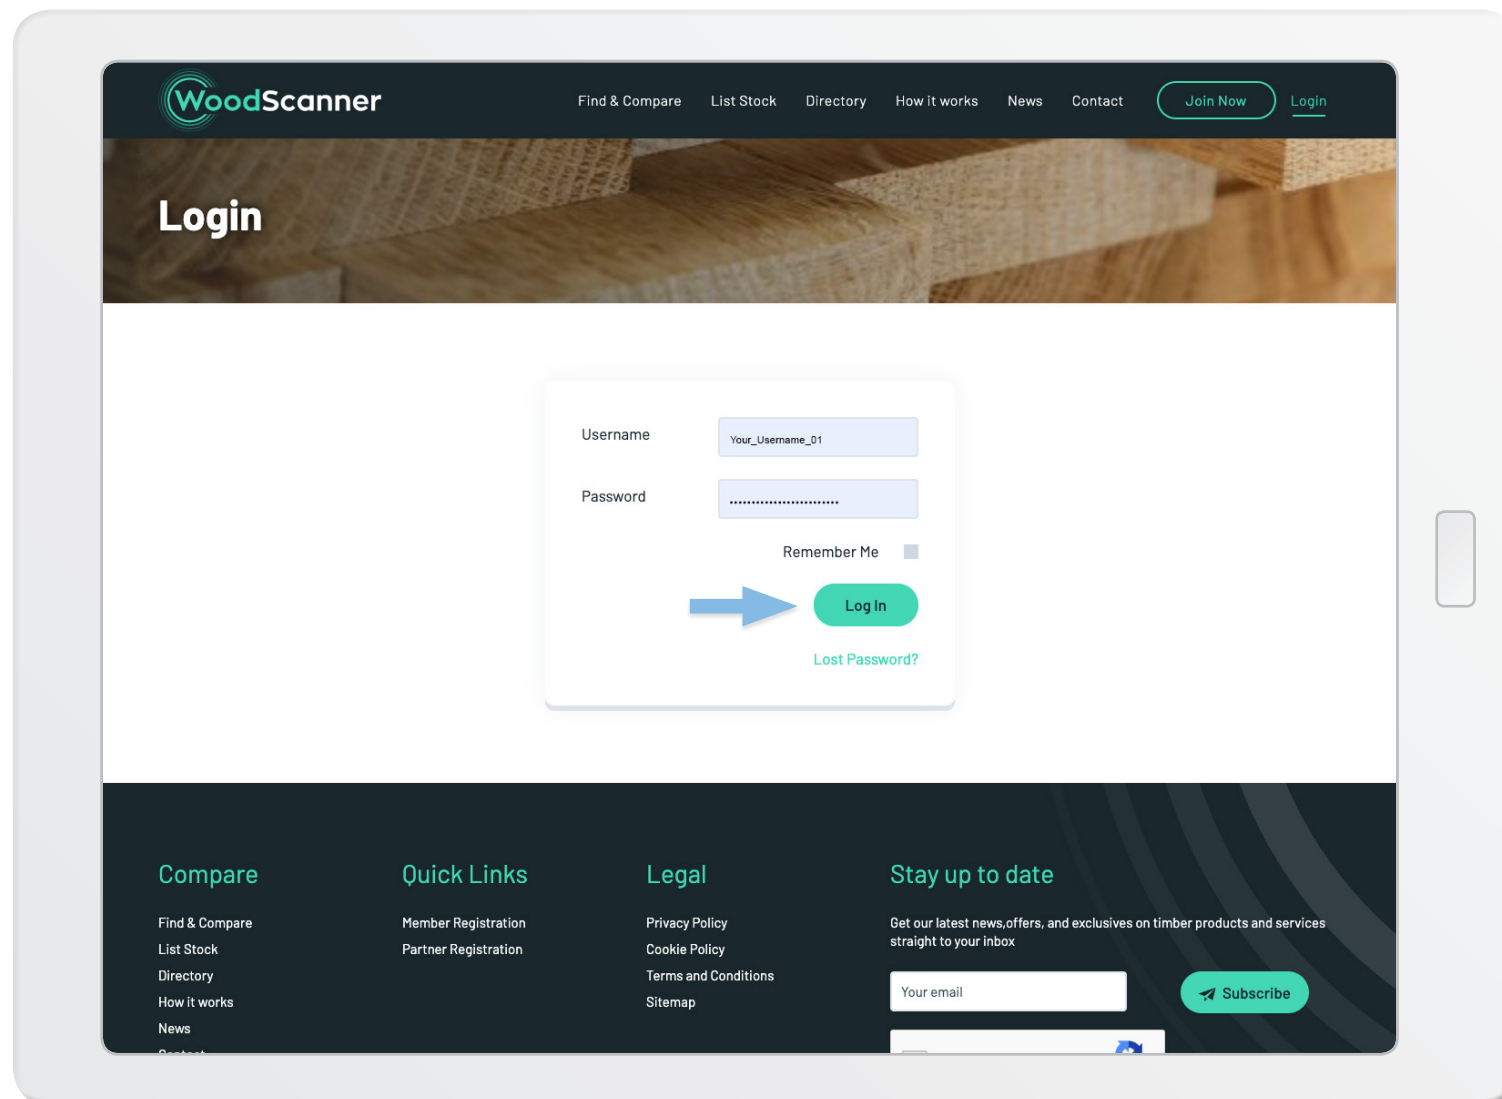 WoodScanner
Find & Compare
List Stock
Directory
How it works
News
Contact
Join Now
Login
Login
Username
Your_Username_01
Password
Remember Me
Log In
Lost Password?
Compare
Find & Compare
List Stock
Directory
How it works
News
Contact
Quick Links
Member Registration
Partner Registration
Legal
Privacy Policy
Cookie Policy
Terms and Conditions
Sitemap
Stay up to date
Get our latest news,offers, and exclusives on timber products and services
straight to your inbox
Your email
Subscribe